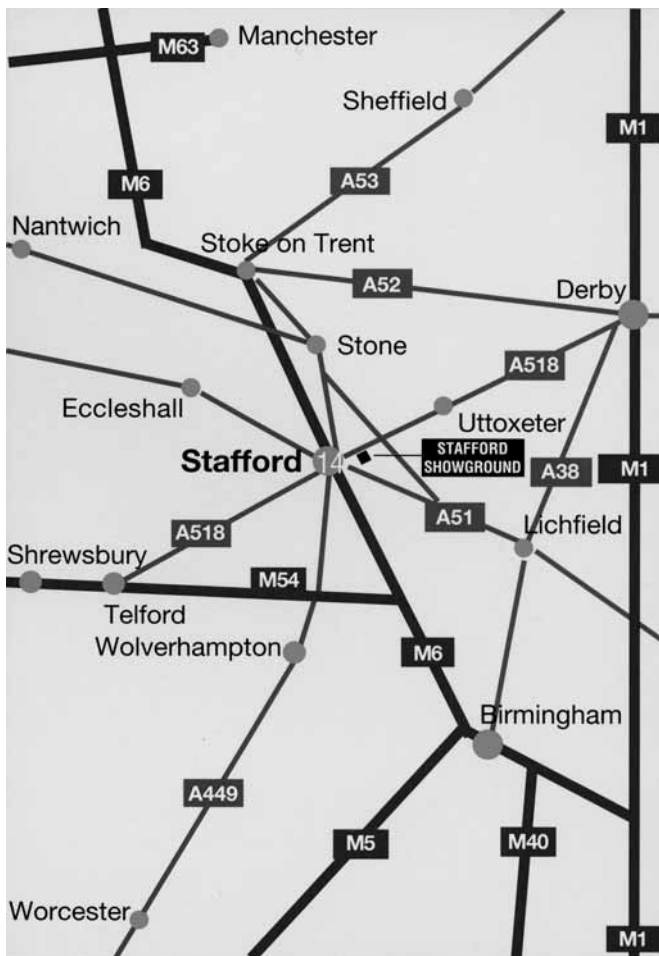 Manchester
M63
Sheffield
M1
M6
A53
Nantwich
Stoke on Trent
A52
Derby
Stone
A518
Eccleshall
Uttoxeter
STAFFORD
SHOWGROUND
Stafford
14
A38
M1
A51
A518
Lichfield
Shrewsbury
M54
Telford
Wolverhampton
M6
Birmingham
A449
M5
M40
Worcester
M1